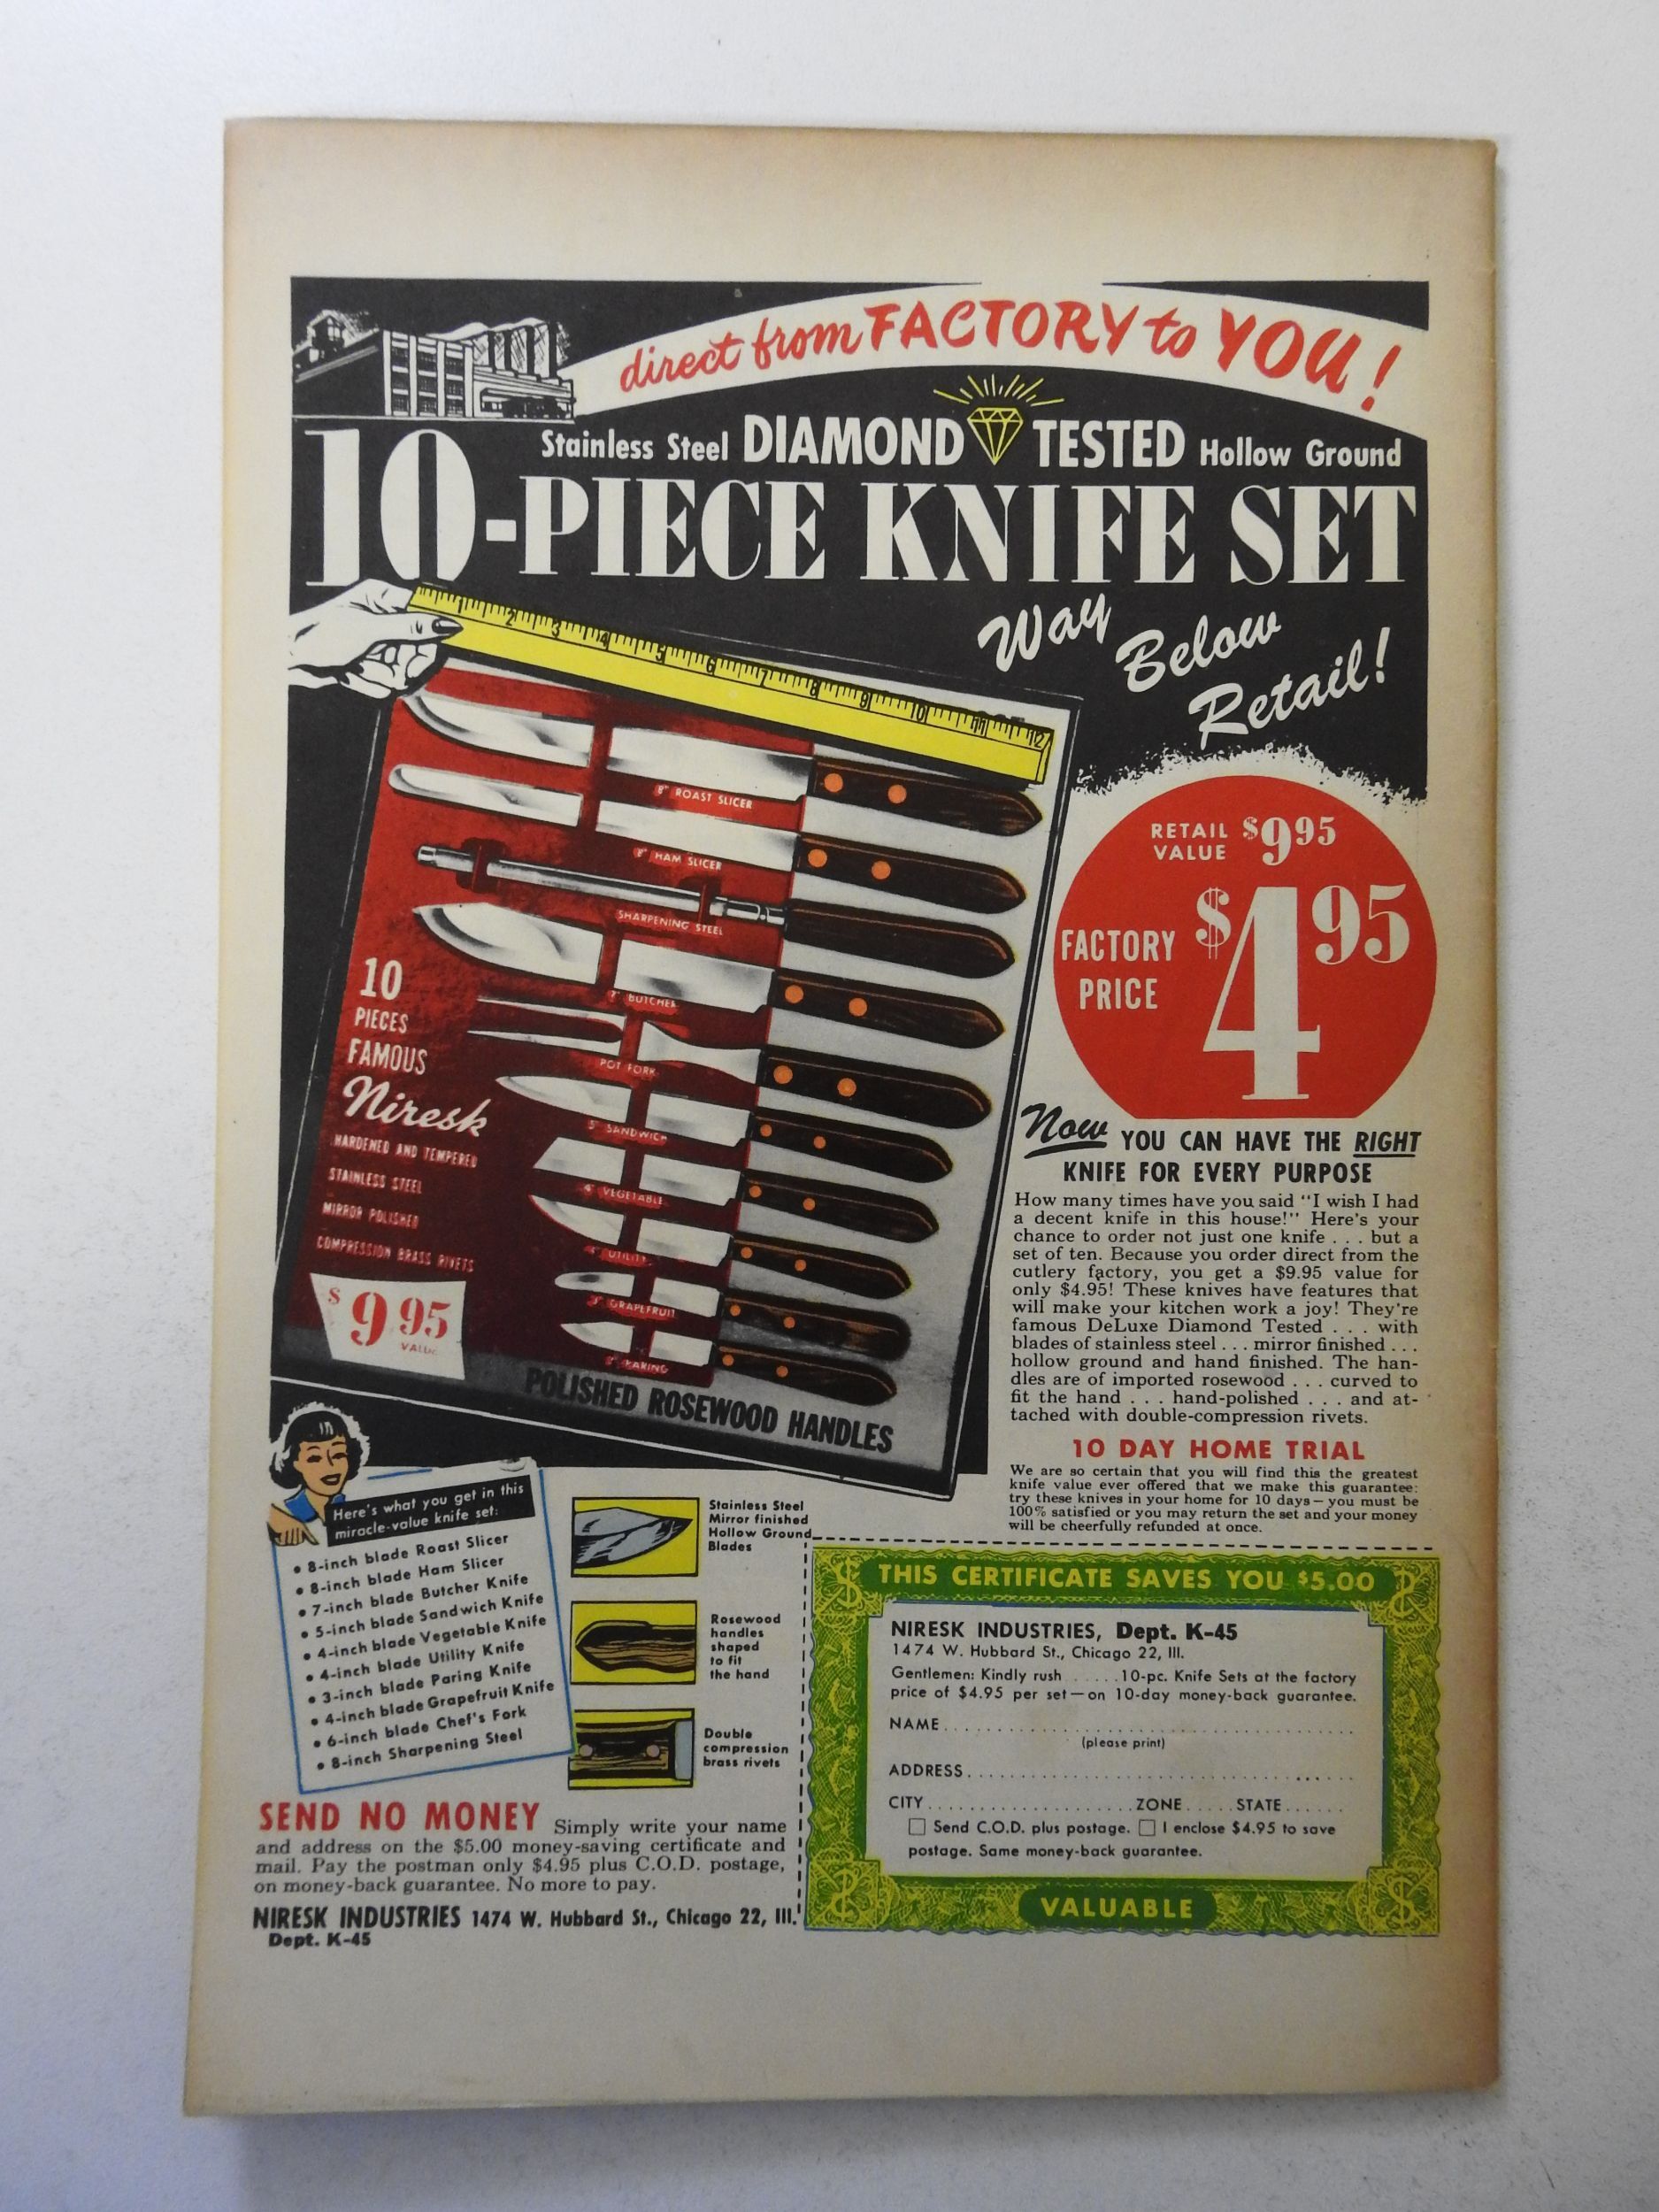 direct from FACTORY to YOU!
Stainless Steel DIAMOND TESTED Hollow Ground
10-PIECE KNIFE SET
Way
Below
Retail!
1 2 3 4 5 6 7 8 9 10 11 12
8" ROAST SLICER
8" HAM SLICER
SHARPENING STEEL
7" BUTCHER
POT FORK
5" SANDWICH
4" VEGETABLE
4" UTILITY
3" GRAPEFRUIT
3" PARING
10
PIECES
FAMOUS
Niresk
HARDENED AND TEMPERED
STAINLESS STEEL
MIRROR POLISHED
COMPRESSION BRASS RIVETS
$9.95
VALUE
POLISHED ROSEWOOD HANDLES
RETAIL VALUE $9.95
FACTORY PRICE $4.95
Now YOU CAN HAVE THE RIGHT
KNIFE FOR EVERY PURPOSE
How many times have you said "I wish I had
a decent knife in this house!" Here's your
chance to order not just one knife . . . but a
set of ten. Because you order direct from the
cutlery factory, you get a $9.95 value for
only $4.95! These knives have features that
will make your kitchen work a joy! They're
famous DeLuxe Diamond Tested . . . with
blades of stainless steel . . . mirror finished . . .
hollow ground and hand finished. The han-
dles are of imported rosewood . . . curved to
fit the hand . . . hand-polished . . . and at-
tached with double-compression rivets.
10 DAY HOME TRIAL
We are so certain that you will find this the greatest
knife value ever offered that we make this guarantee:
try these knives in your home for 10 days—you must be
100% satisfied or you may return the set and your money
will be cheerfully refunded at once.
Here's what you get in this
miracle-value knife set:
• 8-inch blade Roast Slicer
• 8-inch blade Ham Slicer
• 7-inch blade Butcher Knife
• 5-inch blade Sandwich Knife
• 4-inch blade Vegetable Knife
• 4-inch blade Utility Knife
• 3-inch blade Paring Knife
• 4-inch blade Grapefruit Knife
• 6-inch blade Chef's Fork
• 8-inch Sharpening Steel
Stainless Steel
Mirror finished
Hollow Ground
Blades
Rosewood
handles
shaped
to fit
the hand
Double
compression
brass rivets
SEND NO MONEY Simply write your name
and address on the $5.00 money-saving certificate and
mail. Pay the postman only $4.95 plus C.O.D. postage,
on money-back guarantee. No more to pay.
NIRESK INDUSTRIES 1474 W. Hubbard St., Chicago 22, Ill.
Dept. K-45
THIS CERTIFICATE SAVES YOU $5.00
NIRESK INDUSTRIES, Dept. K-45
1474 W. Hubbard St., Chicago 22, Ill.
Gentlemen: Kindly rush ......10-pc. Knife Sets at the factory
price of $4.95 per set—on 10-day money-back guarantee.
NAME..........................................
(please print)
ADDRESS.......................................
CITY....................ZONE.....STATE......
☐ Send C.O.D. plus postage. ☐ I enclose $4.95 to save
postage. Same money-back guarantee.
VALUABLE